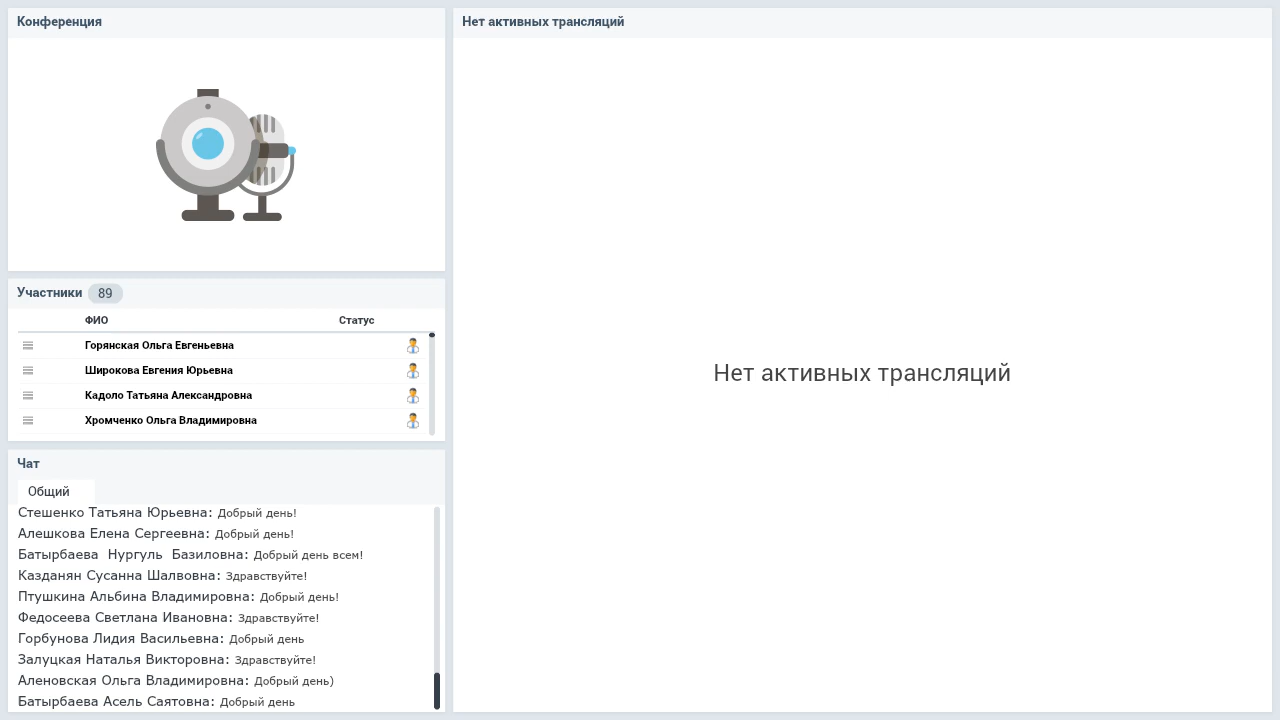 Конференция
Нет активных трансляций
Нет активных трансляций
Участники 89
ФИО Статус
Горянская Ольга Евгеньевна
Широкова Евгения Юрьевна
Кадоло Татьяна Александровна
Хромченко Ольга Владимировна
Чат
Общий
Стешенко Татьяна Юрьевна: Добрый день!
Алешкова Елена Сергеевна: Добрый день!
Батырбаева Нургуль Базиловна: Добрый день всем!
Казданян Сусанна Шалвовна: Здравствуйте!
Птушкина Альбина Владимировна: Добрый день!
Федосеева Светлана Ивановна: Здравствуйте!
Горбунова Лидия Васильевна: Добрый день
Залуцкая Наталья Викторовна: Здравствуйте!
Аленовская Ольга Владимировна: Добрый день)
Батырбаева Асель Саятовна: Добрый день